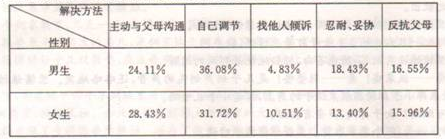 解决方法
性别
主动与父母沟通 自己调节 找他人倾诉 忍耐、妥协 反抗父母
男生 24.11% 36.08% 4.83% 18.43% 16.55%
女生 28.43% 31.72% 10.51% 13.40% 15.96%